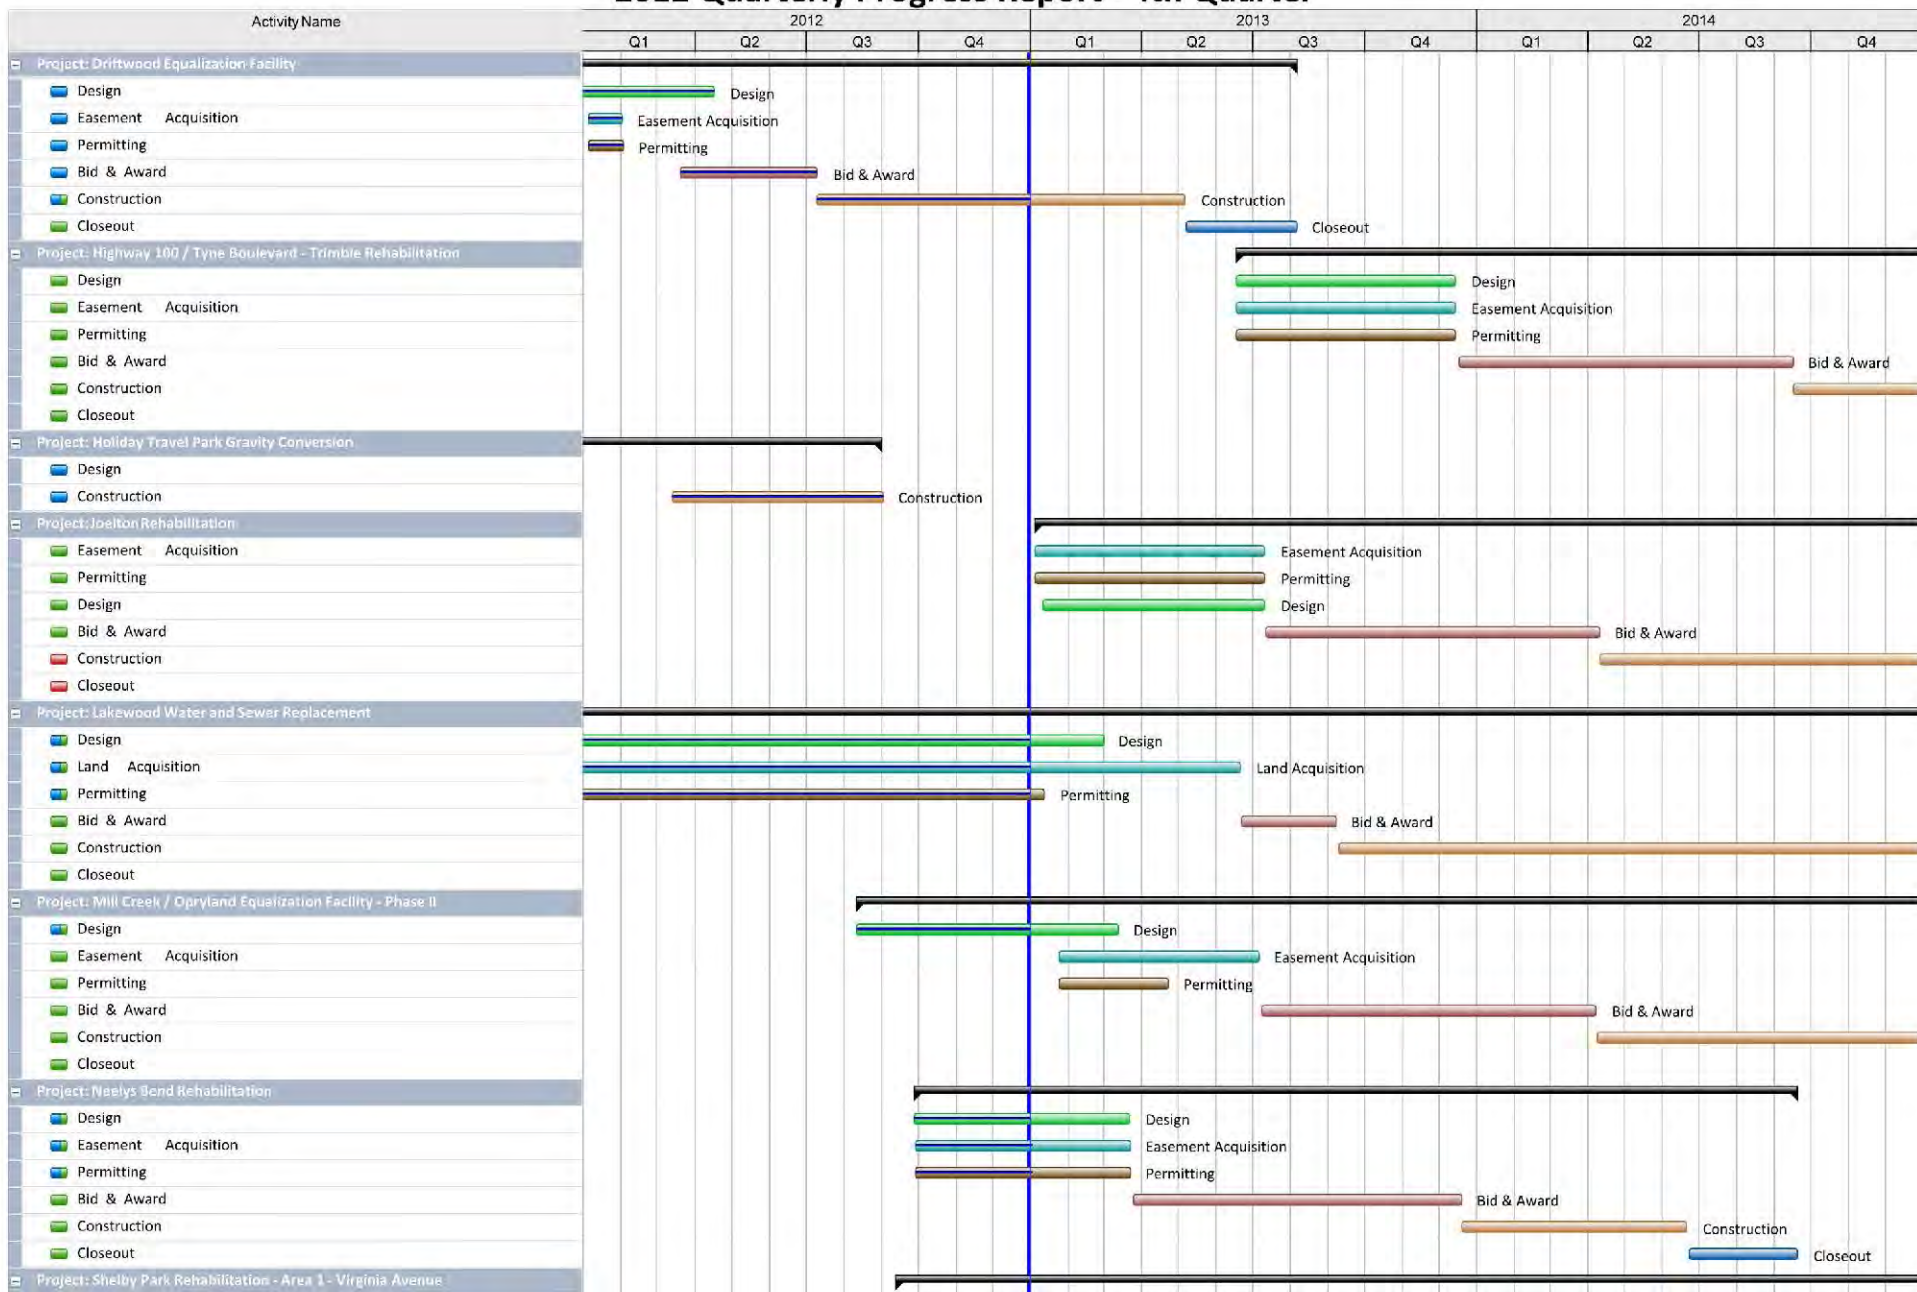 2012 Quarterly Progress Report - 4th Quarter
Activity Name 2012 2013 2014
Q1 Q2 Q3 Q4 Q1 Q2 Q3 Q4 Q1 Q2 Q3 Q4
Project: Driftwood Equalization Facility
Design Design
Easement Acquisition Easement Acquisition
Permitting Permitting
Bid & Award Bid & Award
Construction Construction
Closeout Closeout
Project: Highway 100 / Tyne Boulevard - Trimble Rehabilitation
Design Design
Easement Acquisition Easement Acquisition
Permitting Permitting
Bid & Award Bid & Award
Construction
Closeout
Project: Holiday Travel Park Gravity Conversion
Design
Construction Construction
Project: Joelton Rehabilitation
Easement Acquisition Easement Acquisition
Permitting Permitting
Design Design
Bid & Award Bid & Award
Construction
Closeout
Project: Lakewood Water and Sewer Replacement
Design Design
Land Acquisition Land Acquisition
Permitting Permitting
Bid & Award Bid & Award
Construction
Closeout
Project: Mill Creek / Opryland Equalization Facility - Phase II
Design Design
Easement Acquisition Easement Acquisition
Permitting Permitting
Bid & Award Bid & Award
Construction
Closeout
Project: Neelys Bend Rehabilitation
Design Design
Easement Acquisition Easement Acquisition
Permitting Permitting
Bid & Award Bid & Award
Construction Construction
Closeout Closeout
Project: Shelby Park Rehabilitation - Area 1 - Virginia Avenue